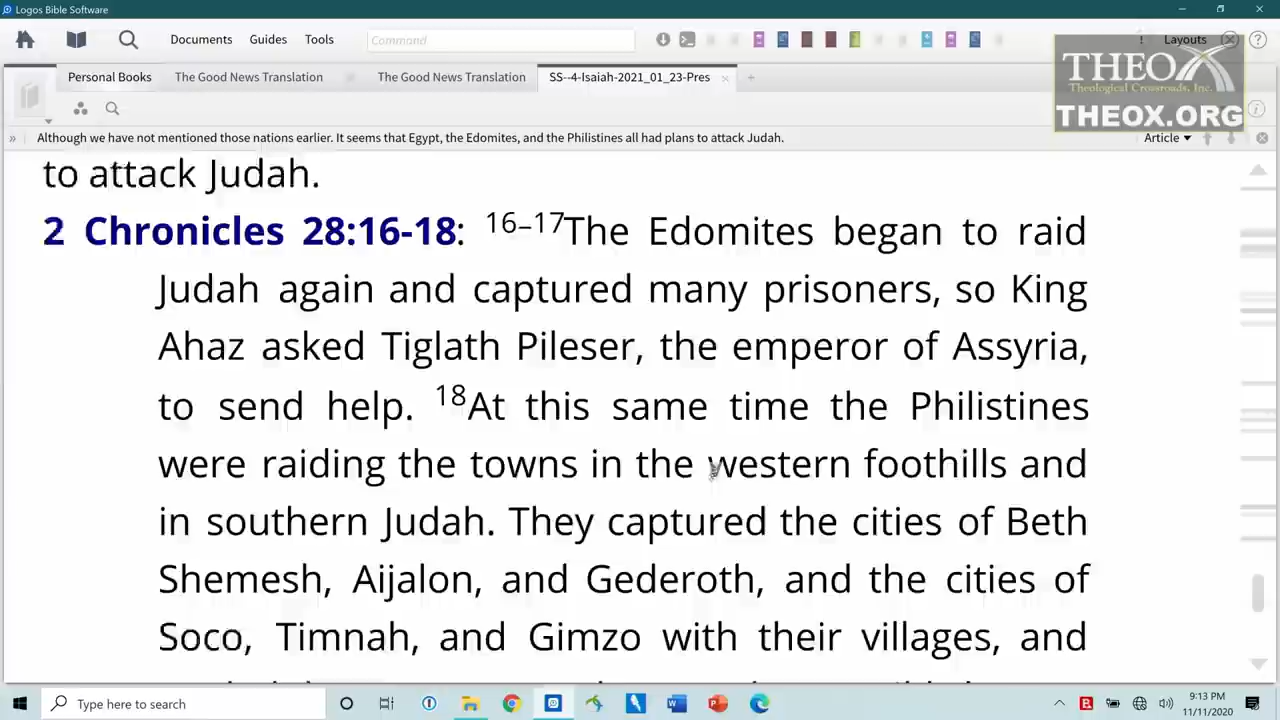 Logos Bible Software
Documents Guides Tools Command Layouts
THEOX
Theological Crossroads, Inc.
THEOX.ORG
Personal Books The Good News Translation The Good News Translation SS--4-Isaiah-2021_01_23-Pres
Although we have not mentioned those nations earlier. It seems that Egypt, the Edomites, and the Philistines all had plans to attack Judah. Article
to attack Judah.
2 Chronicles 28:16-18: 16–17The Edomites began to raid
Judah again and captured many prisoners, so King
Ahaz asked Tiglath Pileser, the emperor of Assyria,
to send help. 18At this same time the Philistines
were raiding the towns in the western foothills and
in southern Judah. They captured the cities of Beth
Shemesh, Aijalon, and Gederoth, and the cities of
Soco, Timnah, and Gimzo with their villages, and
Type here to search
9:13 PM
11/11/2020